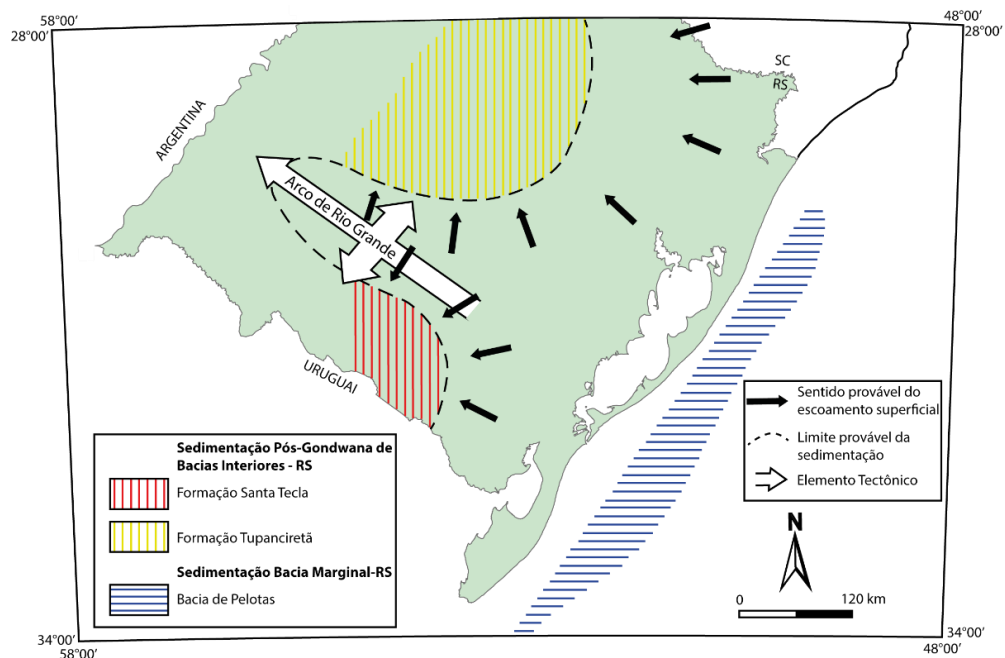 58°00'
28°00'
48°00'
28°00'
SC
RS
ARGENTINA
Arco de Rio Grande
URUGUAI
Sentido provável do
escoamento superficial
Limite provável da
sedimentação
Elemento Tectônico
Sedimentação Pós-Gondwana de
Bacias Interiores - RS
Formação Santa Tecla
Formação Tupanciretã
Sedimentação Bacia Marginal-RS
Bacia de Pelotas
N
0 120 km
34°00'
58°00'
34°00'
48°00'